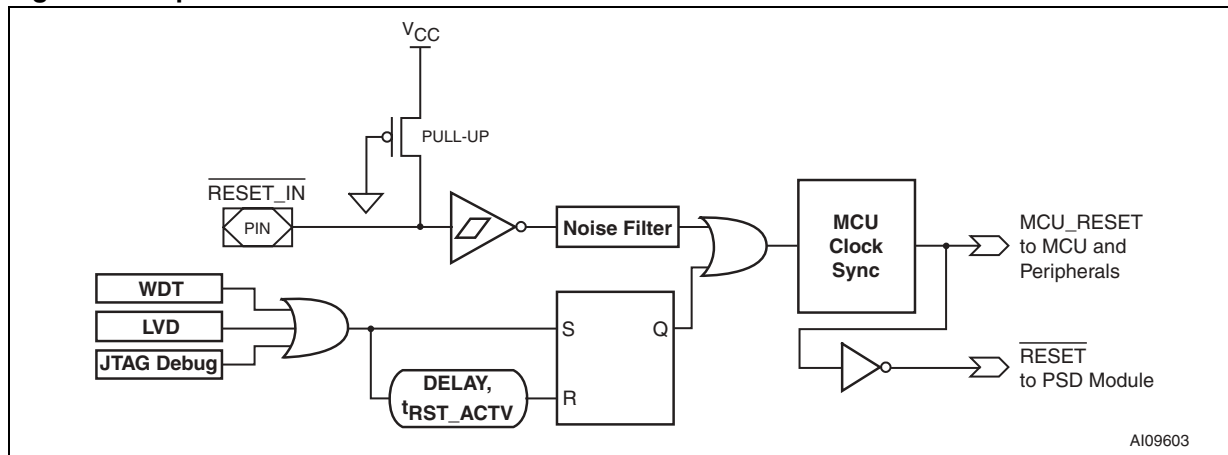 VCC
PULL-UP
RESET_IN
PIN
Noise Filter
MCU
Clock
Sync
MCU_RESET
to MCU and
Peripherals
WDT
LVD
JTAG Debug
S
Q
R
DELAY,
tRST_ACTV
RESET
to PSD Module
AI09603